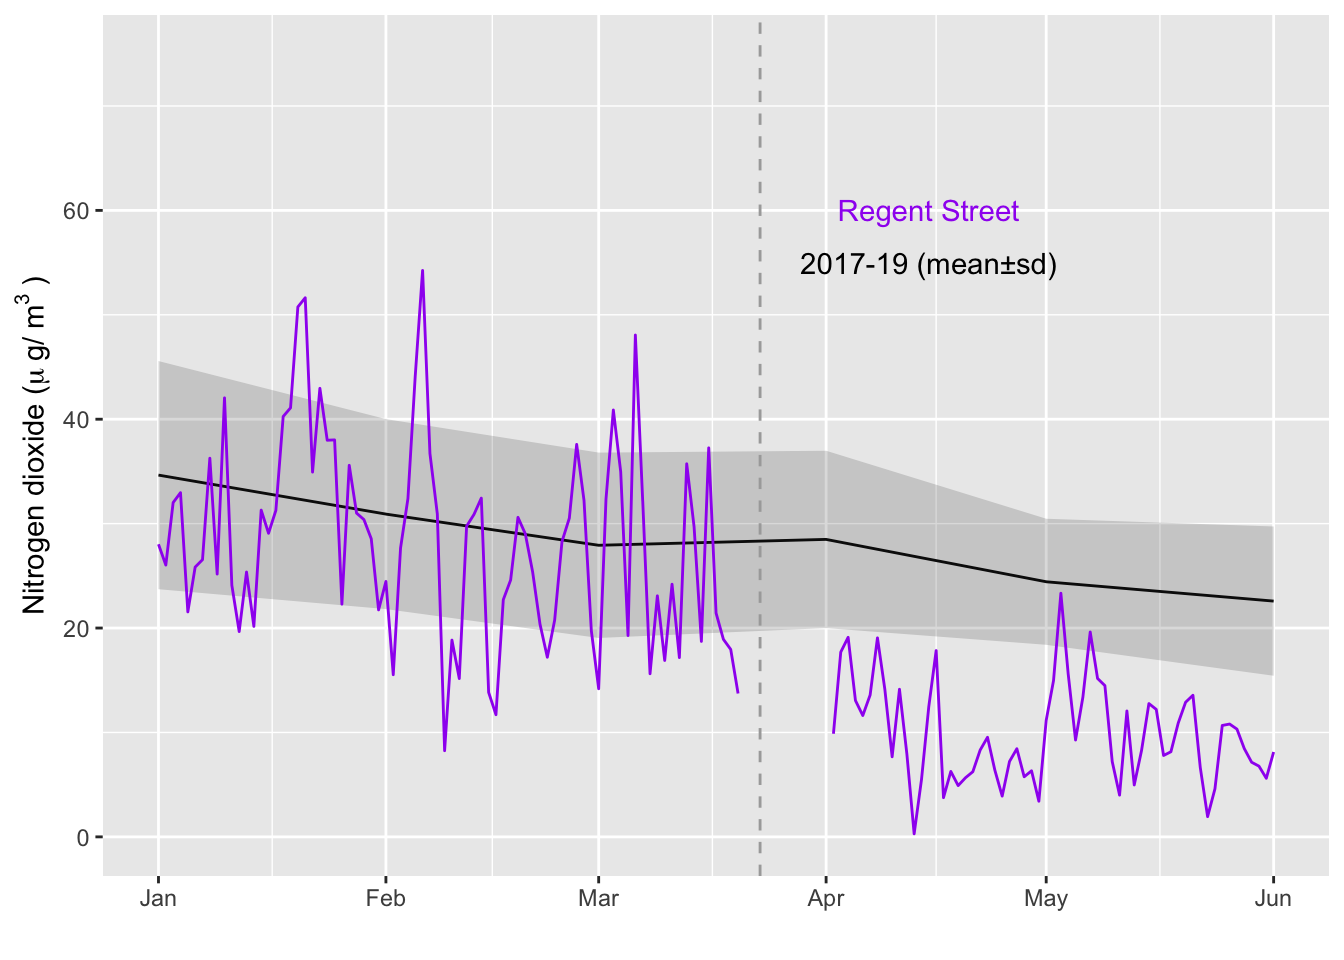 Nitrogen dioxide (μ g/ m³ )
60
40
20
0
Regent Street
2017-19 (mean±sd)
Jan Feb Mar Apr May Jun